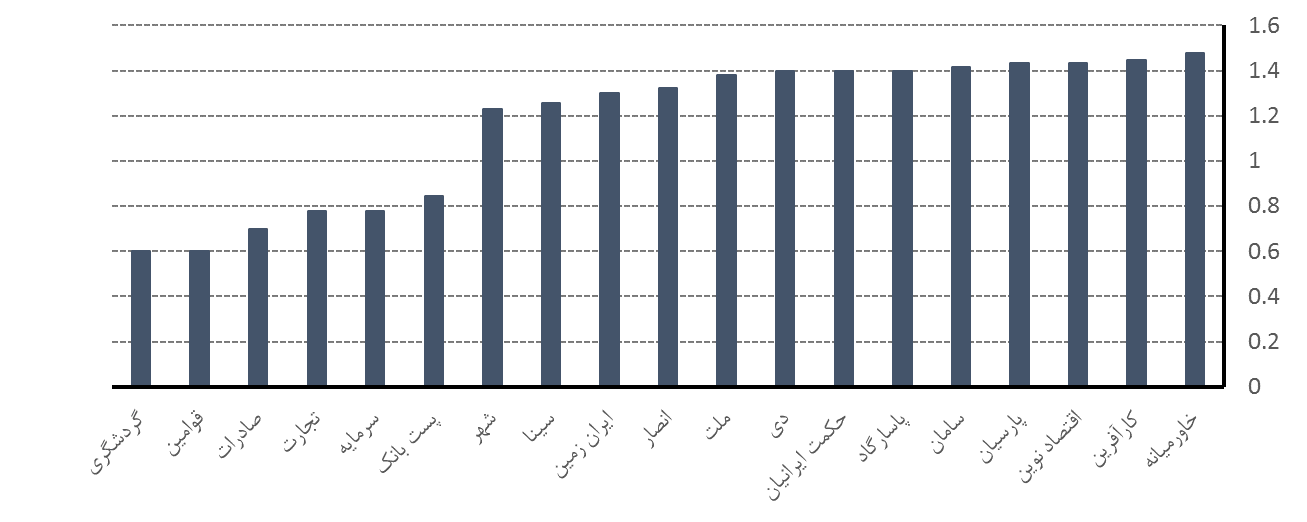 1.6
1.4
1.2
1
0.8
0.6
0.4
0.2
0
خاورمیانه
کارآفرین
اقتصاد نوین
پارسیان
سامان
پاسارگاد
حکمت ایرانیان
دی
ملت
انصار
ایران زمین
سینا
شهر
پست بانک
سرمایه
تجارت
صادرات
قوامین
گردشگری